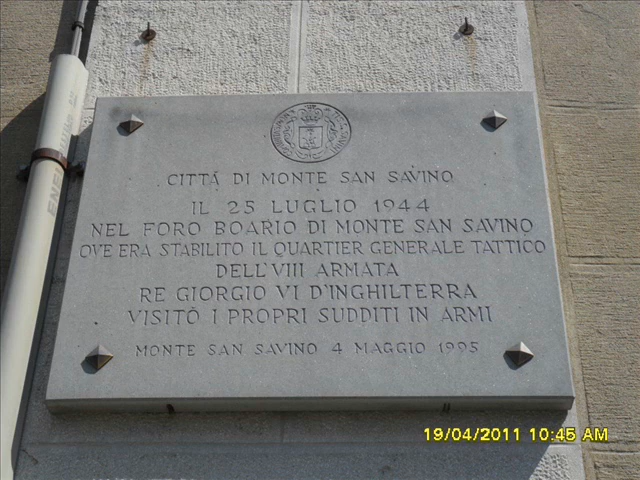 CITTÁ DI MONTE SAN SAVINO
IL 25 LUGLIO 1944
NEL FORO BOARIO DI MONTE SAN SAVINO
OVE ERA STABILITO IL QUARTIER GENERALE TATTICO
DELL'VIII ARMATA
RE GIORGIO VI D'INGHILTERRA
VISITÒ I PROPRI SUDDITI IN ARMI
MONTE SAN SAVINO 4 MAGGIO 1995
19/04/2011 10:45 AM